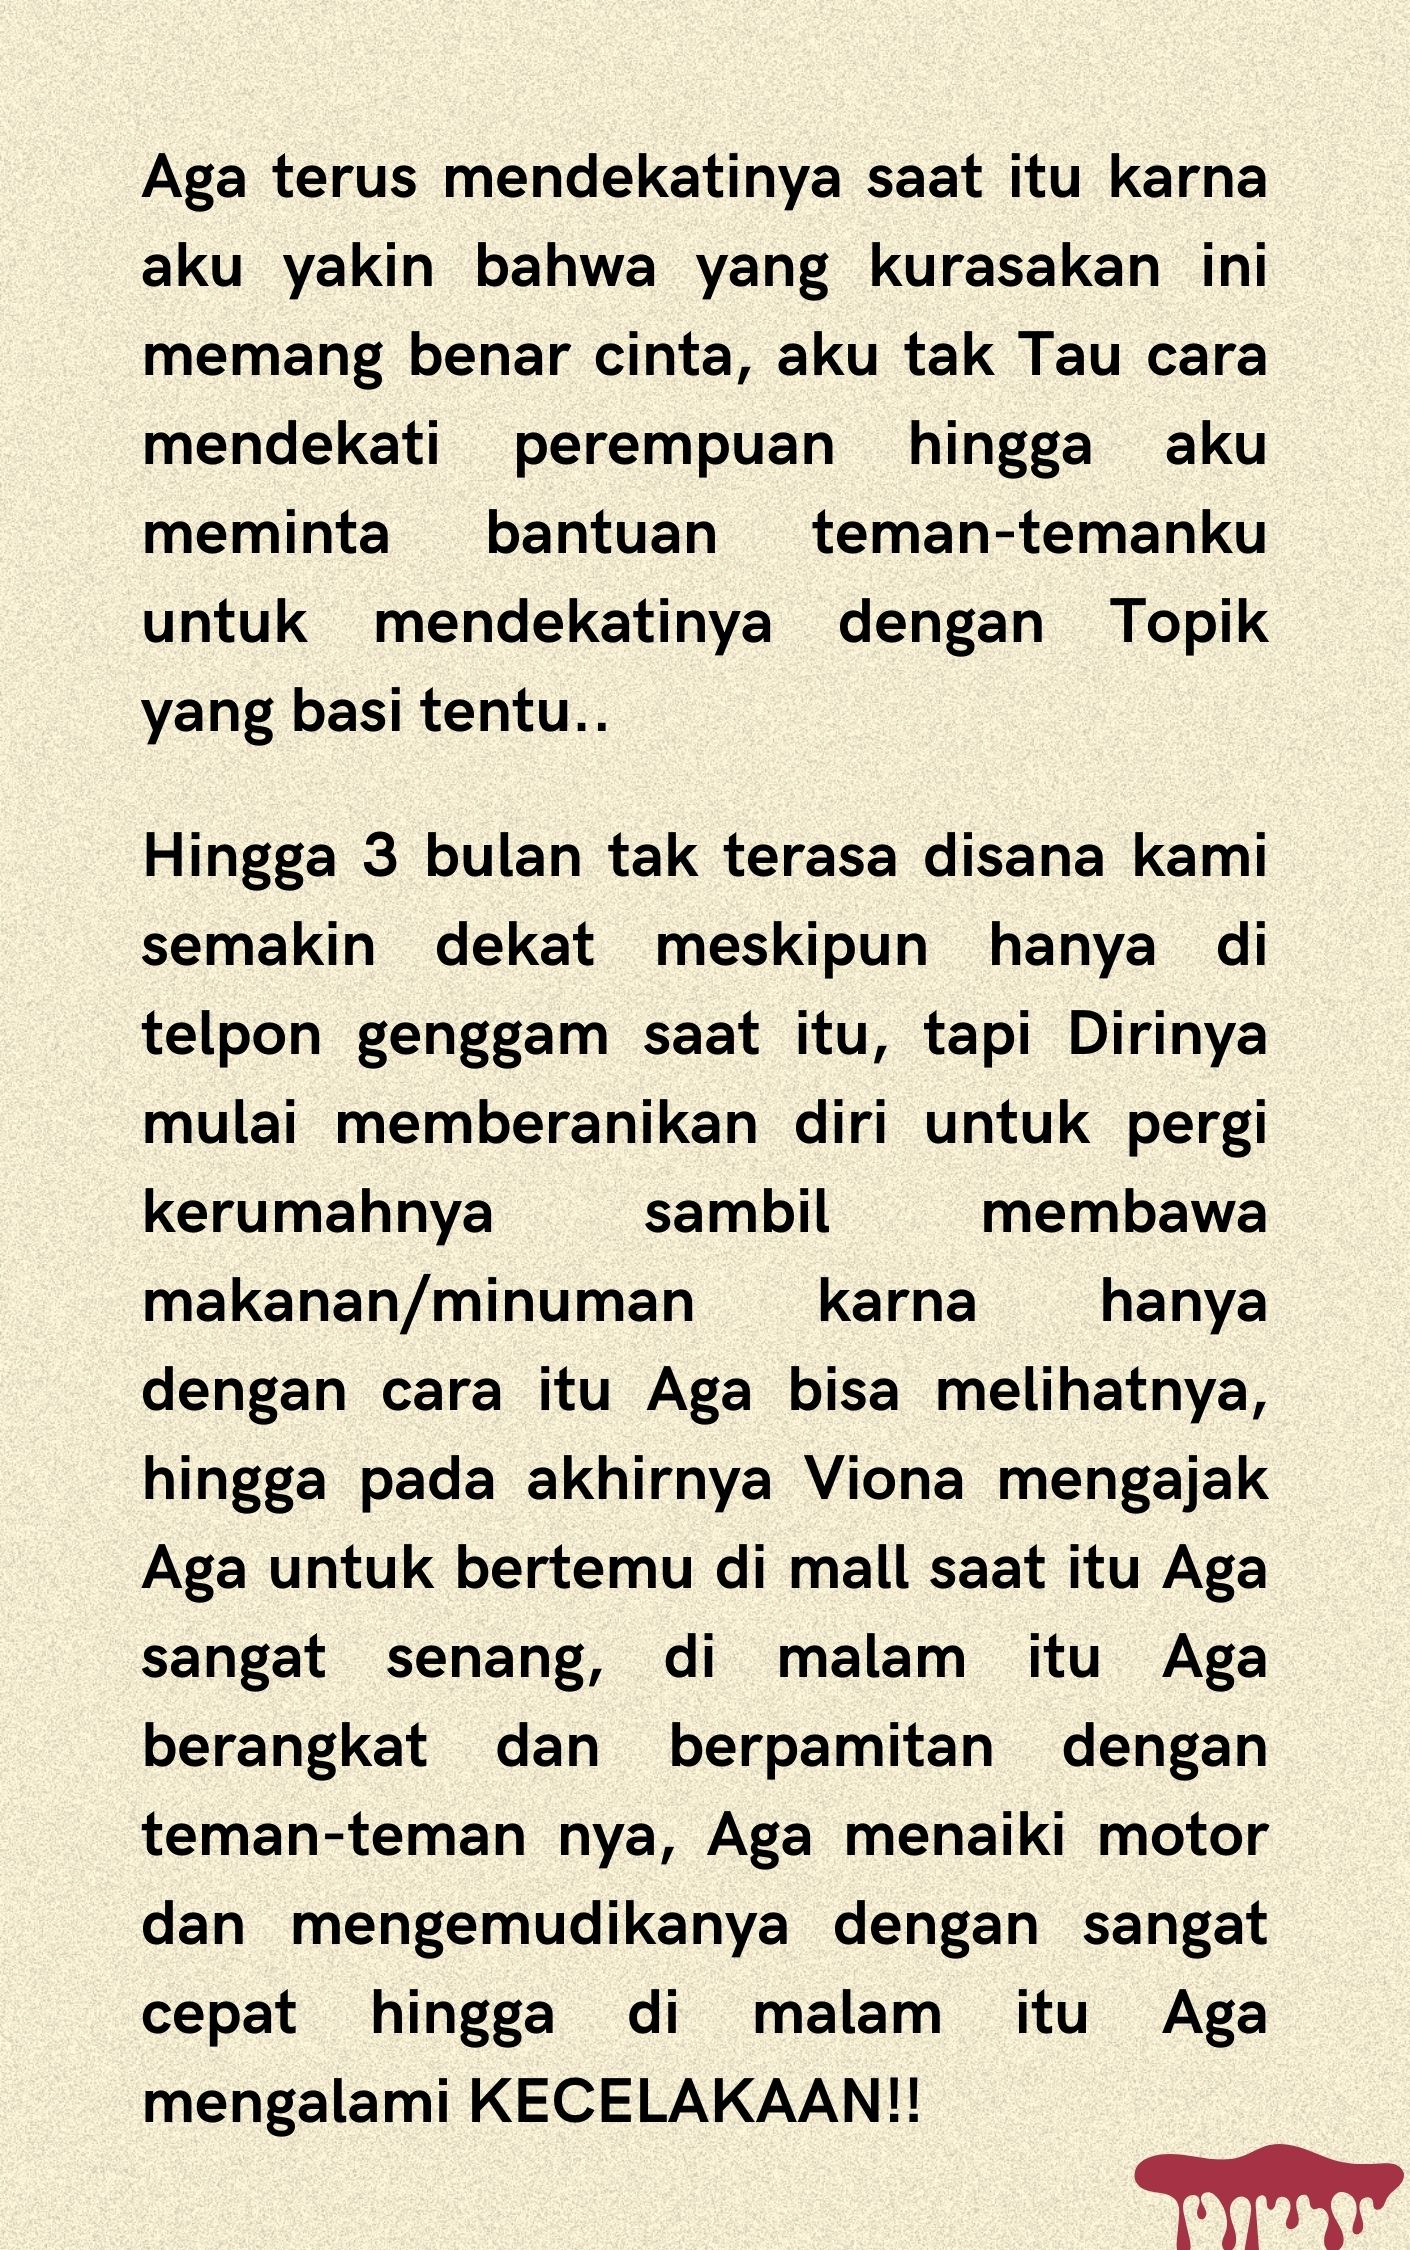 Aga terus mendekatinya saat itu karna
aku yakin bahwa yang kurasakan ini
memang benar cinta, aku tak Tau cara
mendekati perempuan hingga aku
meminta bantuan teman-temanku
untuk mendekatinya dengan Topik
yang basi tentu..
Hingga 3 bulan tak terasa disana kami
semakin dekat meskipun hanya di
telpon genggam saat itu, tapi Dirinya
mulai memberanikan diri untuk pergi
kerumahnya sambil membawa
makanan/minuman karna hanya
dengan cara itu Aga bisa melihatnya,
hingga pada akhirnya Viona mengajak
Aga untuk bertemu di mall saat itu Aga
sangat senang, di malam itu Aga
berangkat dan berpamitan dengan
teman-teman nya, Aga menaiki motor
dan mengemudikanya dengan sangat
cepat hingga di malam itu Aga
mengalami KECELAKAAN!!